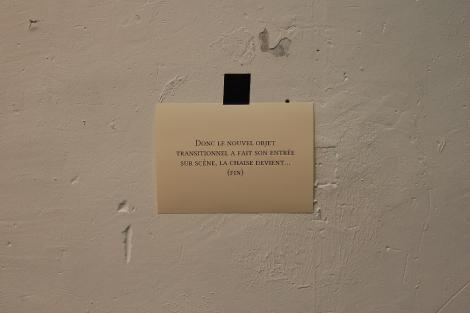 Donc le nouvel objet
transitionnel a fait son entrée
sur scène, la chaise devient...
(fin)